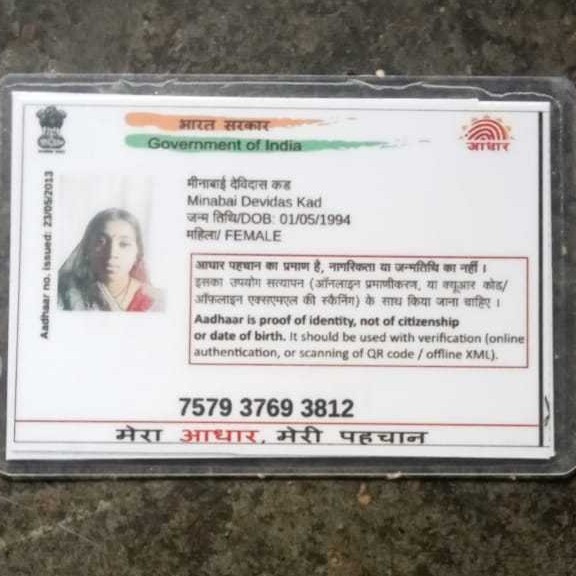 भारत सरकार
Government of India
आधार
Aadhaar no. issued: 23/05/2013
मीनाबाई देविदास कड
Minabai Devidas Kad
जन्म तिथि/DOB: 01/05/1994
महिला/ FEMALE
आधार पहचान का प्रमाण है, नागरिकता या जन्मतिथि का नहीं ।
इसका उपयोग सत्यापन (ऑनलाइन प्रमाणीकरण, या क्यूआर कोड/
ऑफ़लाइन एक्सएमएल की स्कैनिंग) के साथ किया जाना चाहिए ।
Aadhaar is proof of identity, not of citizenship
or date of birth. It should be used with verification (online
authentication, or scanning of QR code / offline XML).
7579 3769 3812
मेरा आधार, मेरी पहचान